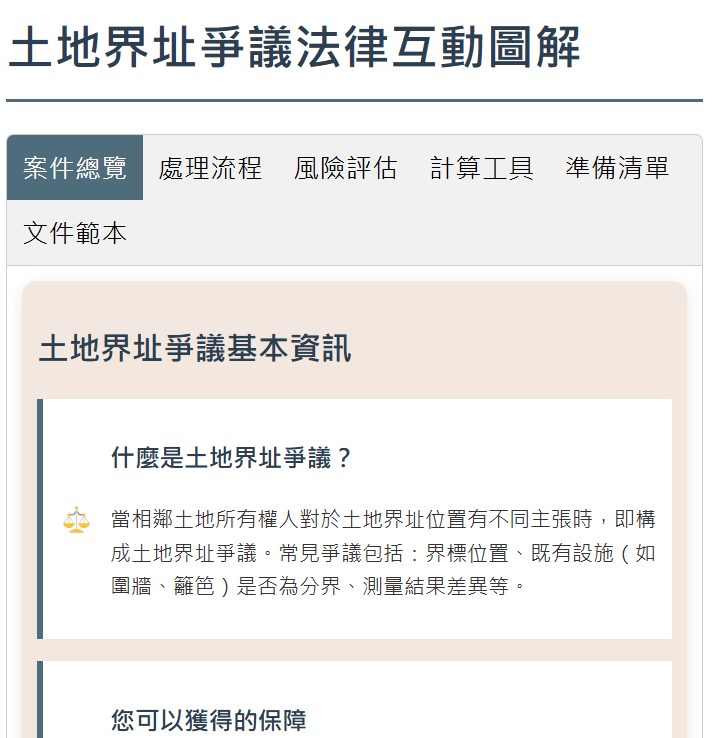 土地界址爭議法律互動圖解
案件總覽 處理流程 風險評估 計算工具 準備清單
文件範本
土地界址爭議基本資訊
什麼是土地界址爭議？
當相鄰土地所有權人對於土地界址位置有不同主張時，即構
成土地界址爭議。常見爭議包括：界標位置、既有設施（如
圍牆、籬笆）是否為分界、測量結果差異等。
您可以獲得的保障